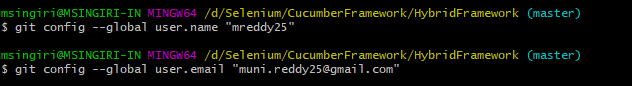 msingiri@MSINGIRI-IN MINGW64 /d/Selenium/CucumberFramework/HybridFramework (master)
$ git config --global user.name "mreddy25"
msingiri@MSINGIRI-IN MINGW64 /d/Selenium/CucumberFramework/HybridFramework (master)
$ git config --global user.email "muni.reddy25@gmail.com"